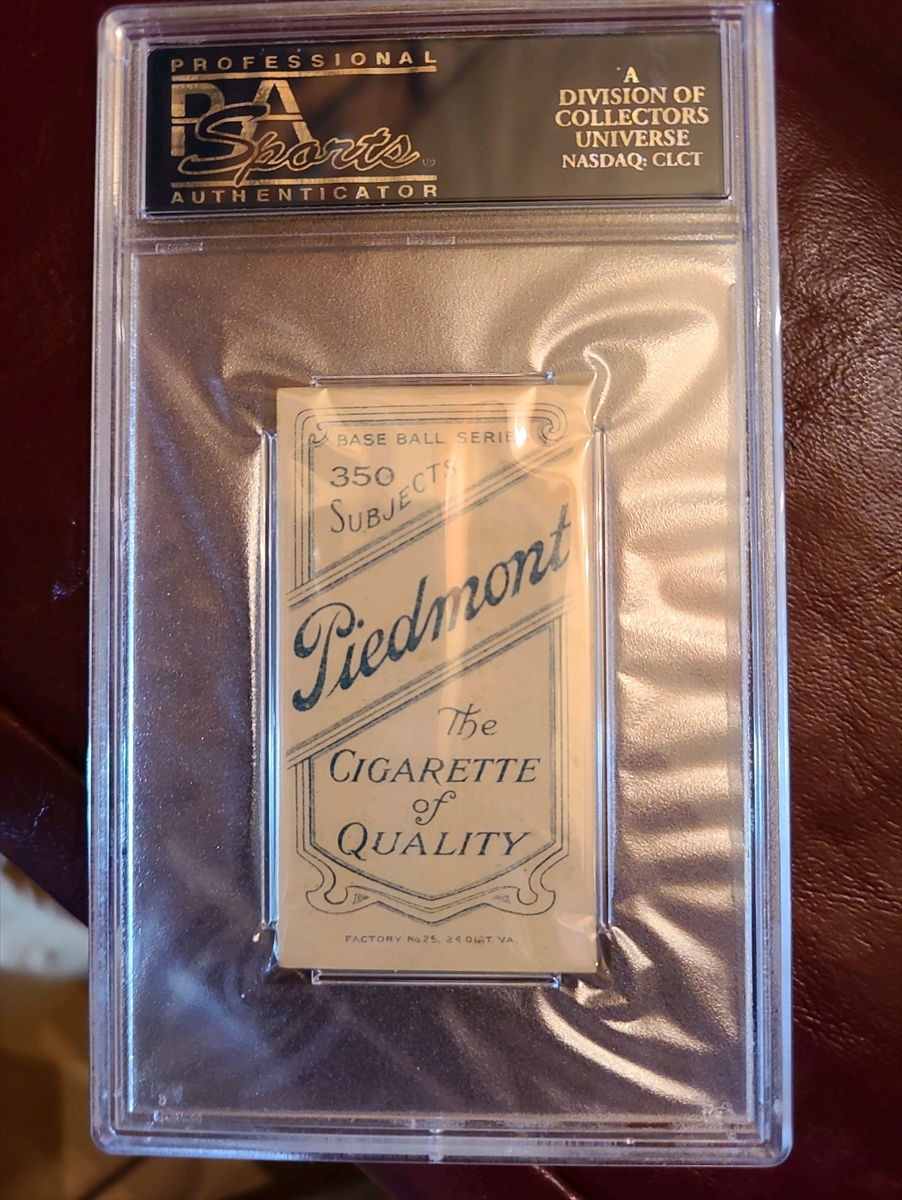 PROFESSIONAL
PSA
Sports
AUTHENTICATOR
A
DIVISION OF
COLLECTORS
UNIVERSE
NASDAQ: CLCT
BASE BALL SERIES
350
SUBJECTS
Piedmont
The
CIGARETTE
of
QUALITY
FACTORY No. 25, 2d DIST. VA.